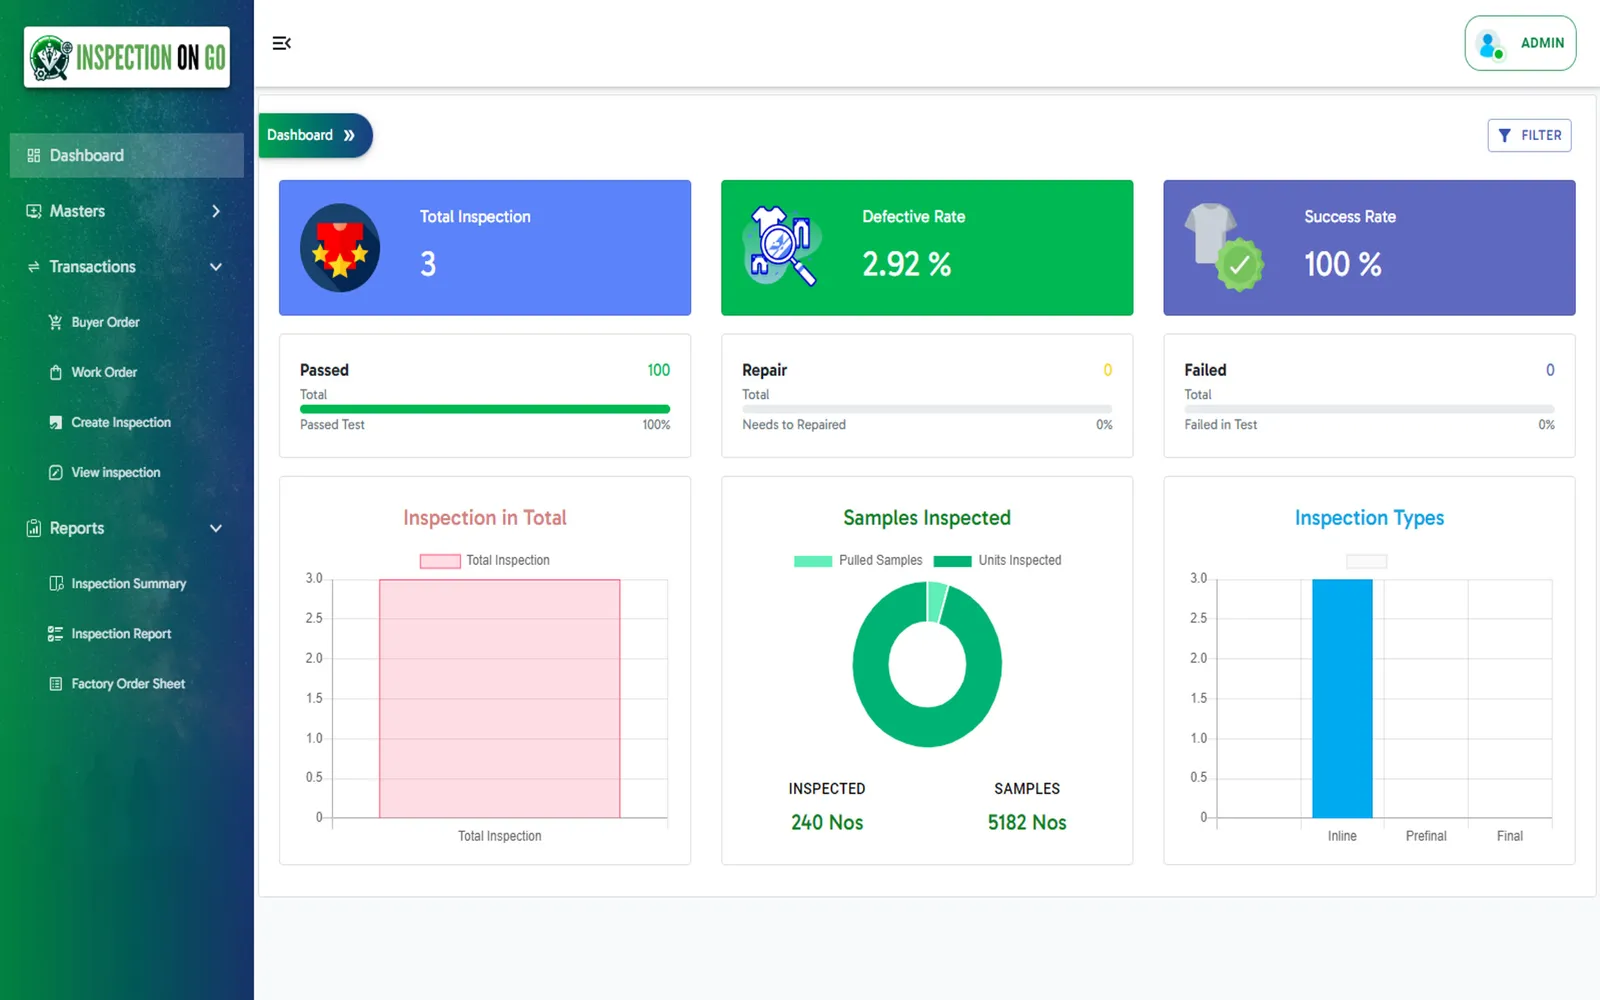 INSPECTION ON GO
ADMIN
Dashboard
Masters
Transactions
Buyer Order
Work Order
Create Inspection
View inspection
Reports
Inspection Summary
Inspection Report
Factory Order Sheet
Dashboard »
FILTER
Total Inspection
3
Defective Rate
2.92 %
Success Rate
100 %
Passed 100
Total
Passed Test 100%
Repair 0
Total
Needs to Repaired 0%
Failed 0
Total
Failed in Test 0%
Inspection in Total
Total Inspection
3.0
2.5
2.0
1.5
1.0
0.5
0
Total Inspection
Samples Inspected
Pulled Samples Units Inspected
INSPECTED SAMPLES
240 Nos 5182 Nos
Inspection Types
3.0
2.5
2.0
1.5
1.0
0.5
0
Inline Prefinal Final